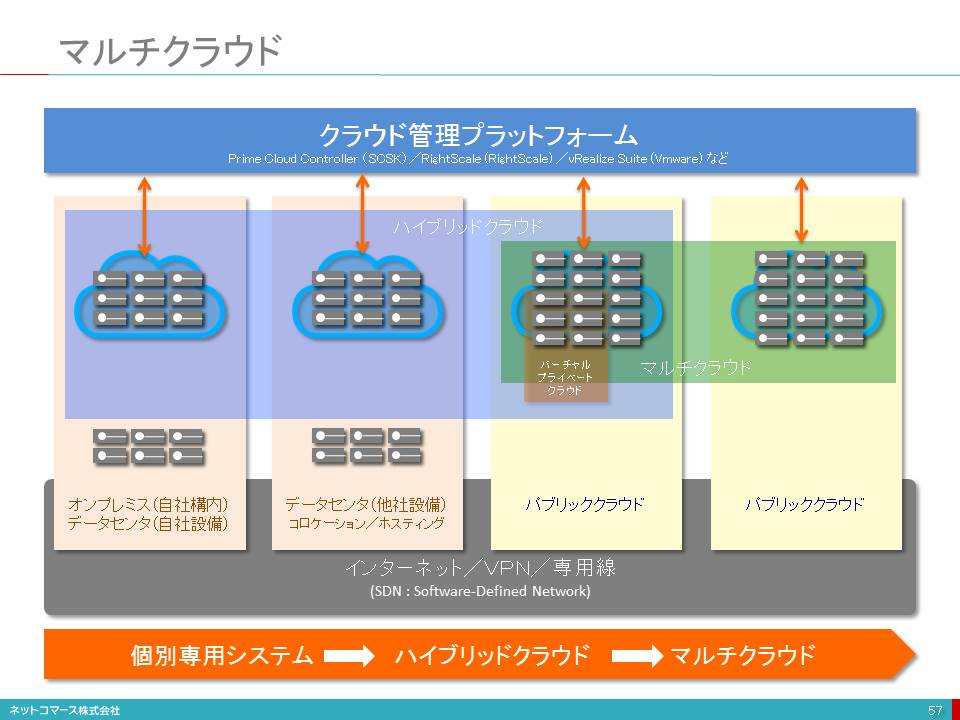 マルチクラウド
クラウド管理プラットフォーム
Prime Cloud Controller（SCSK）／RightScale（RightScale）／vRealize Suite（Vmware）など
ハイブリッドクラウド
マルチクラウド
バーチャル
プライベート
クラウド
オンプレミス（自社構内）
データセンタ（自社設備）
データセンタ（他社設備）
コロケーション／ホスティング
パブリッククラウド
パブリッククラウド
インターネット／VPN／専用線
(SDN : Software-Defined Network)
個別専用システム
ハイブリッドクラウド
マルチクラウド
ネットコマース株式会社
57